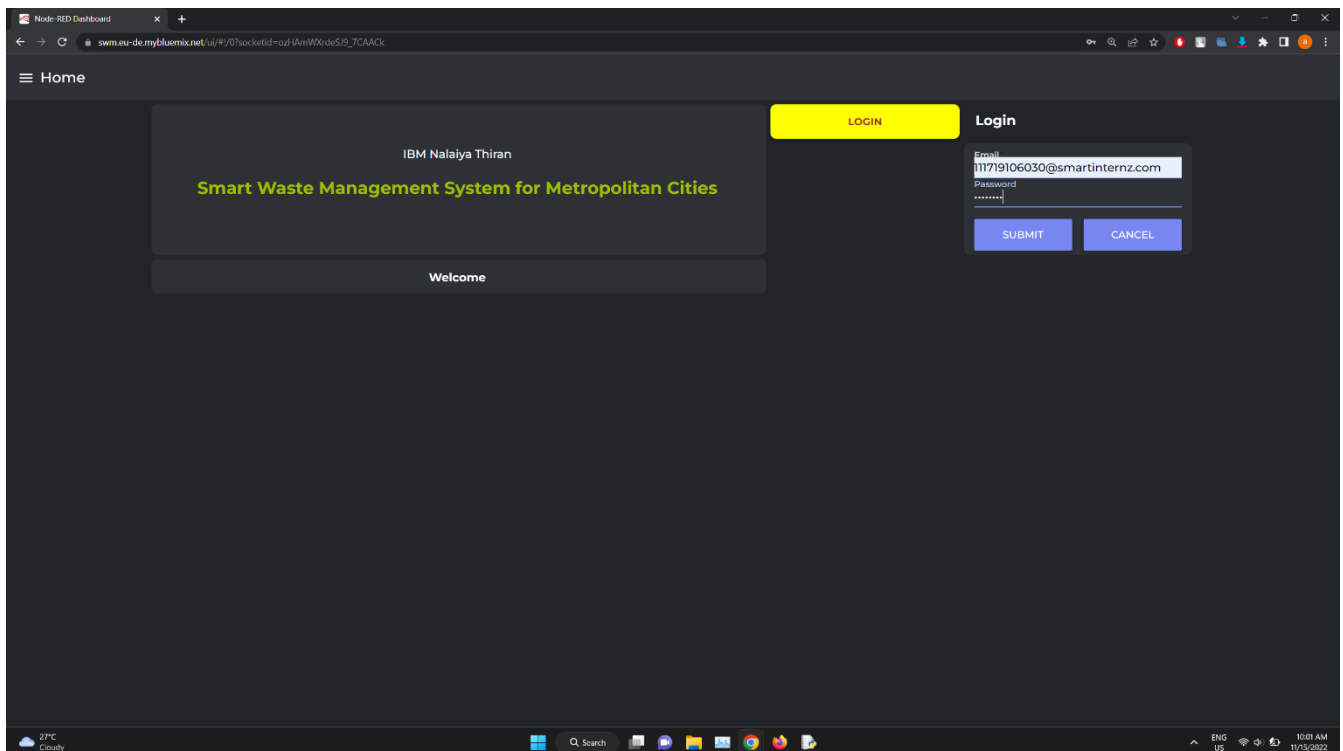 Node-RED Dashboard
swm.eu-de.mybluemix.net/ui/#!/0?socketid=ozHAmWXrdeSJ9_7CAACk
a
Home
IBM Nalaiya Thiran
Smart Waste Management System for Metropolitan Cities
Welcome
LOGIN
Login
Email
111719106030@smartinternz.com
Password
••••••••
SUBMIT
CANCEL
27°C
Cloudy
Search
ENG
US
10:01 AM
11/15/2022